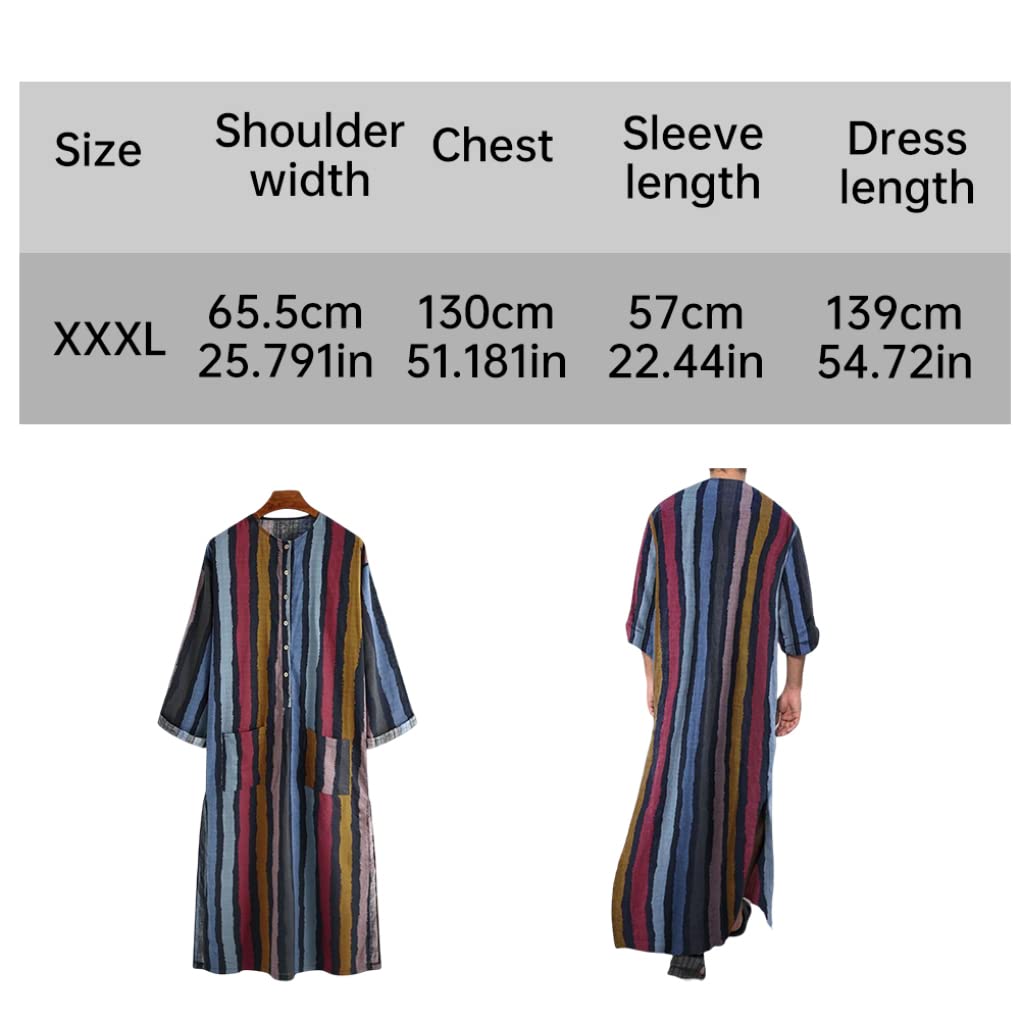 Size
Shoulder
width
Chest
Sleeve
length
Dress
length
XXXL
65.5cm
25.791in
130cm
51.181in
57cm
22.44in
139cm
54.72in